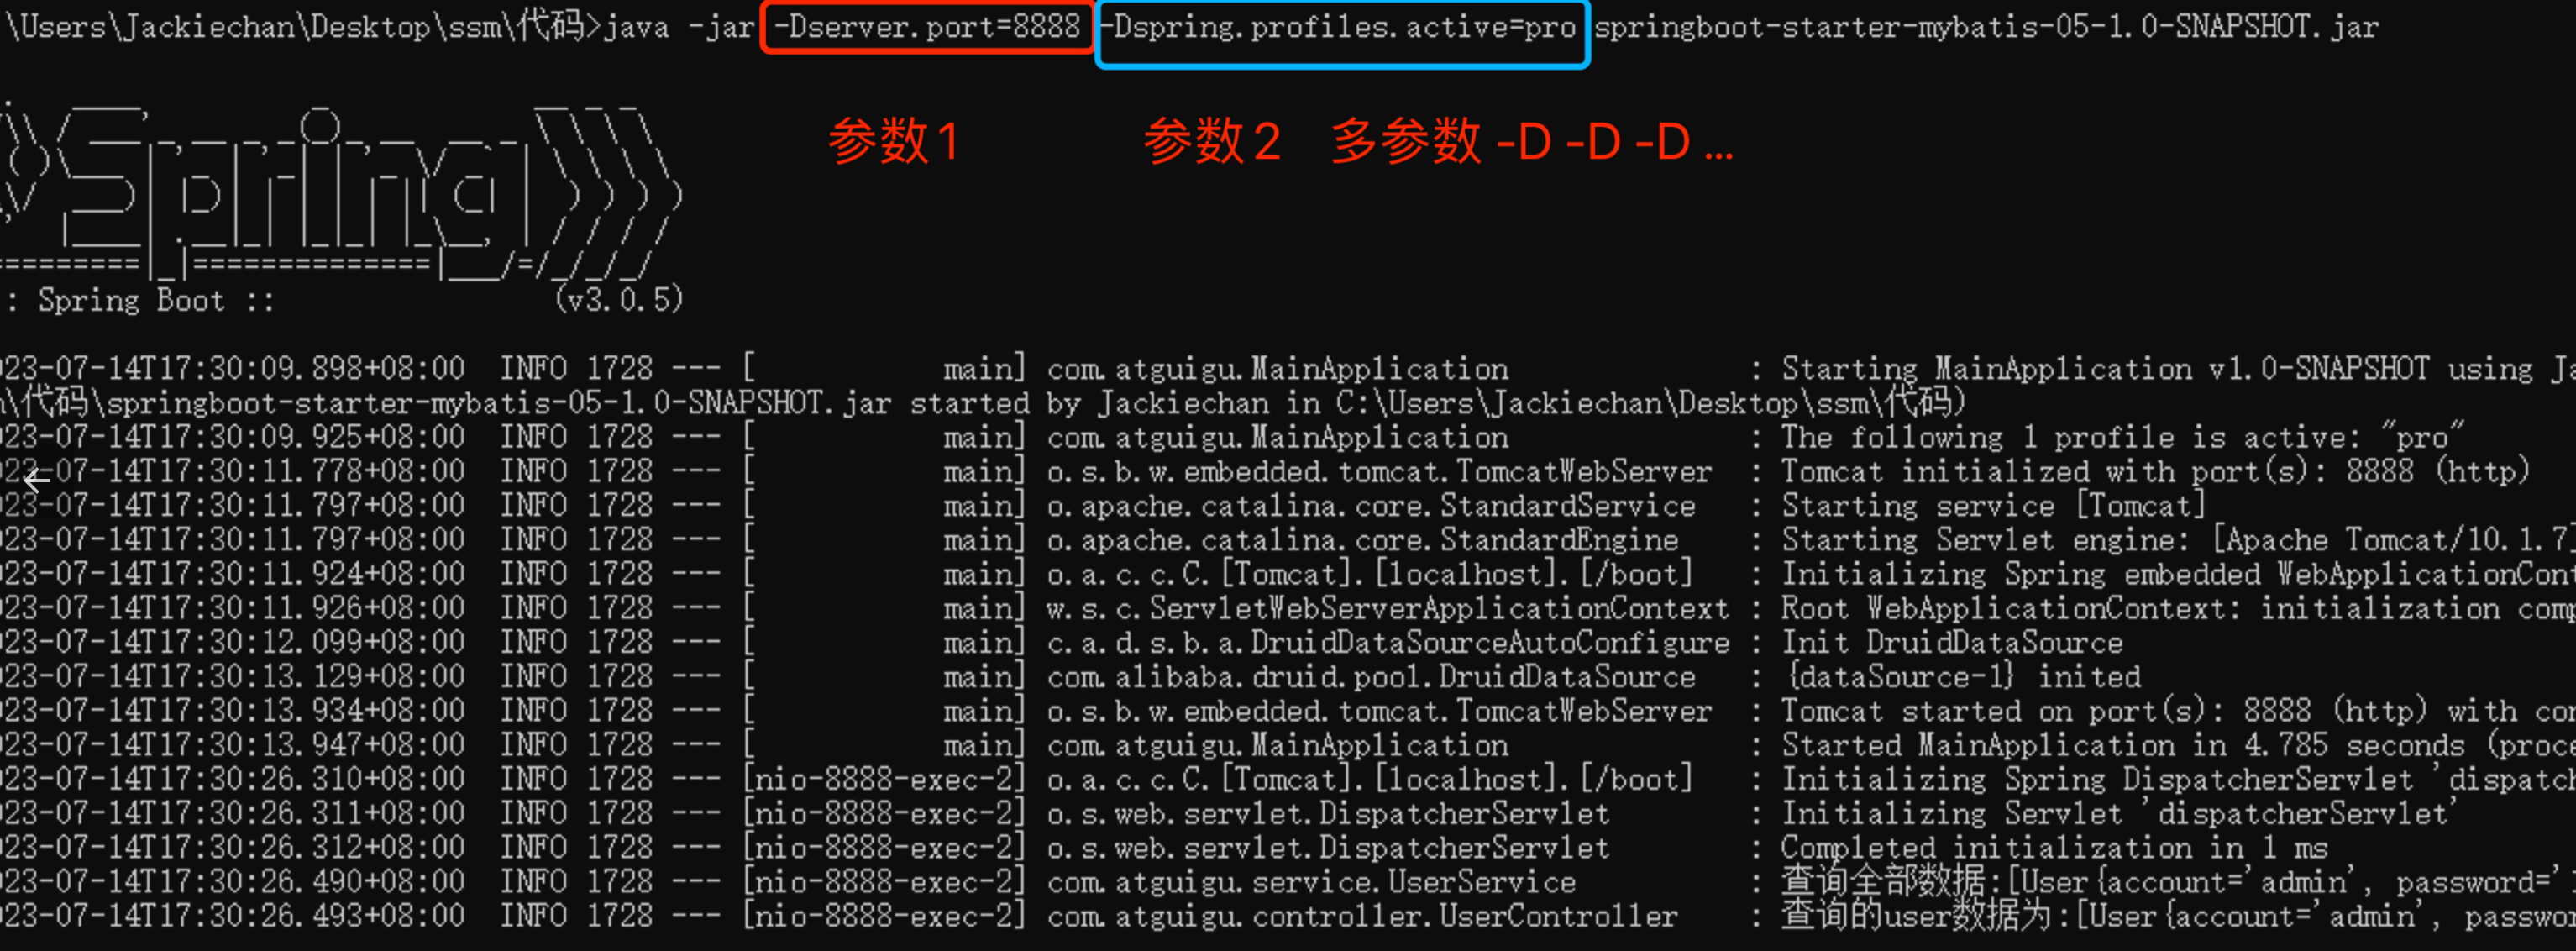 \Users\Jackiechan\Desktop\ssm\代码>java -jar -Dserver.port=8888 -Dspring.profiles.active=pro springboot-starter-mybatis-05-1.0-SNAPSHOT.jar
参数1 参数2 多参数 -D -D -D ...
: Spring Boot :: (v3.0.5)
23-07-14T17:30:09.898+08:00 INFO 1728 --- [ main] com.atguigu.MainApplication : Starting MainApplication v1.0-SNAPSHOT using
\代码\springboot-starter-mybatis-05-1.0-SNAPSHOT.jar started by Jackiechan in C:\Users\Jackiechan\Desktop\ssm\代码)
23-07-14T17:30:09.925+08:00 INFO 1728 --- [ main] com.atguigu.MainApplication : The following 1 profile is active: "pro"
23-07-14T17:30:11.778+08:00 INFO 1728 --- [ main] o.s.b.w.embedded.tomcat.TomcatWebServer : Tomcat initialized with port(s): 8888 (http)
23-07-14T17:30:11.797+08:00 INFO 1728 --- [ main] o.apache.catalina.core.StandardService : Starting service [Tomcat]
23-07-14T17:30:11.797+08:00 INFO 1728 --- [ main] o.apache.catalina.core.StandardEngine : Starting Servlet engine: [Apache Tomcat/10.1.7
23-07-14T17:30:11.924+08:00 INFO 1728 --- [ main] o.a.c.c.C.[Tomcat].[localhost].[/boot] : Initializing Spring embedded
23-07-14T17:30:11.926+08:00 INFO 1728 --- [ main] w.s.c.ServletWebServerApplicationContext : Root WebApplicationContext: initialization
23-07-14T17:30:12.099+08:00 INFO 1728 --- [ main] c.a.d.s.b.a.DruidDataSourceAutoConfigure : Init DruidDataSource
23-07-14T17:30:13.129+08:00 INFO 1728 --- [ main] com.alibaba.druid.pool.DruidDataSource : {dataSource-1} inited
23-07-14T17:30:13.934+08:00 INFO 1728 --- [ main] o.s.b.w.embedded.tomcat.TomcatWebServer : Tomcat started on port(s): 8888 (http) with
23-07-14T17:30:13.947+08:00 INFO 1728 --- [ main] com.atguigu.MainApplication : Started MainApplication in 4.785 seconds
23-07-14T17:30:26.310+08:00 INFO 1728 --- [nio-8888-exec-2] o.a.c.c.C.[Tomcat].[localhost].[/boot] : Initializing Spring DispatcherServlet
23-07-14T17:30:26.311+08:00 INFO 1728 --- [nio-8888-exec-2] o.s.web.servlet.DispatcherServlet : Initializing Servlet 'dispatcherServlet'
23-07-14T17:30:26.312+08:00 INFO 1728 --- [nio-8888-exec-2] o.s.web.servlet.DispatcherServlet : Completed initialization in 1 ms
23-07-14T17:30:26.490+08:00 INFO 1728 --- [nio-8888-exec-2] com.atguigu.service.UserService : 查询全部数据:[User{account='admin', password='
23-07-14T17:30:26.493+08:00 INFO 1728 --- [nio-8888-exec-2] com.atguigu.controller.UserController : 查询的user数据为:[User{account='admin',